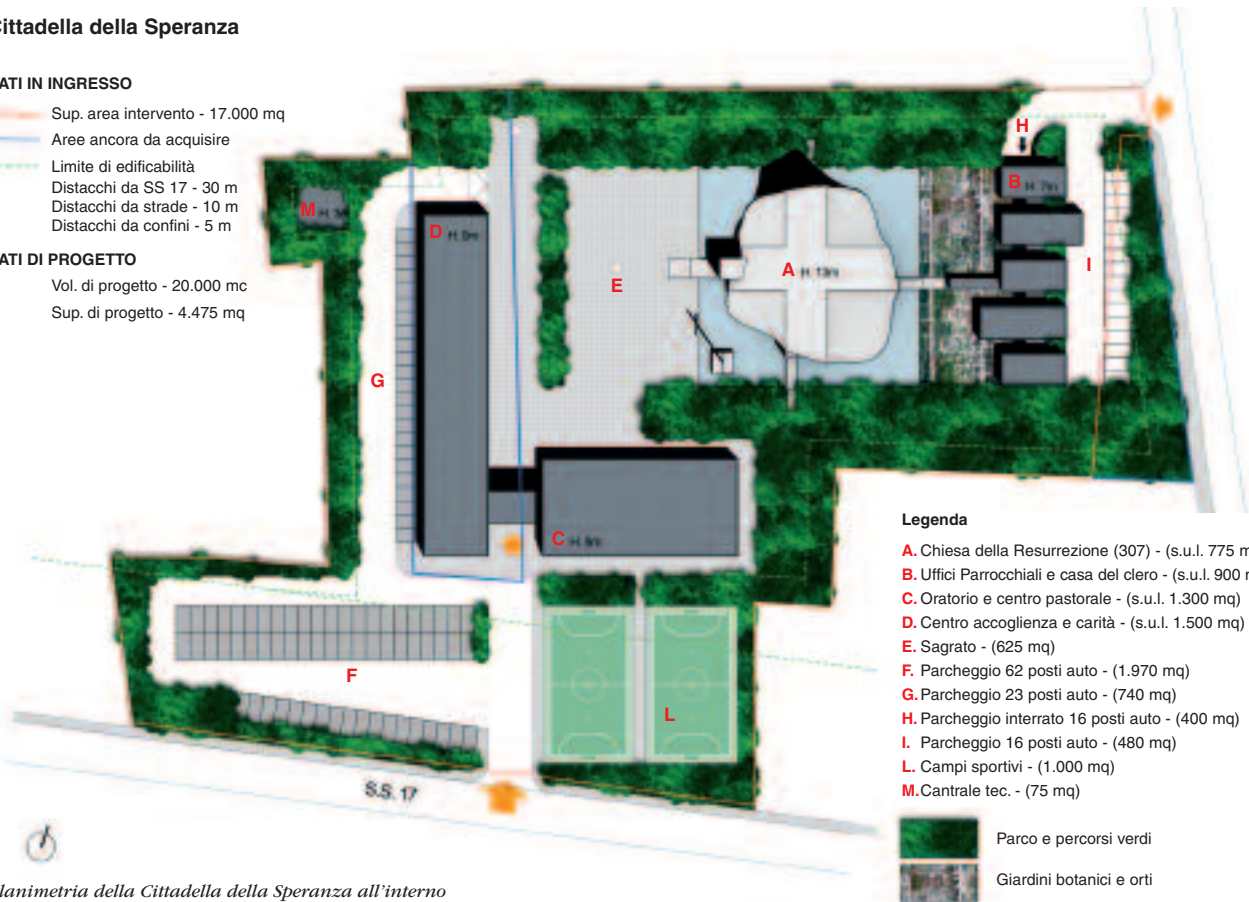 Cittadella della Speranza
ATI IN INGRESSO
Sup. area intervento - 17.000 mq
Aree ancora da acquisire
Limite di edificabilità
Distacchi da SS 17 - 30 m
Distacchi da strade - 10 m
Distacchi da confini - 5 m
ATI DI PROGETTO
Vol. di progetto - 20.000 mc
Sup. di progetto - 4.475 mq
H
B H. 7m
M
D H. 9m
A H. 13m
I
E
G
C
F
L
S.S. 17
Legenda
A. Chiesa della Resurrezione (307) - (s.u.l. 775 m
B. Uffici Parrocchiali e casa del clero - (s.u.l. 900
C. Oratorio e centro pastorale - (s.u.l. 1.300 mq)
D. Centro accoglienza e carità - (s.u.l. 1.500 mq)
E. Sagrato - (625 mq)
F. Parcheggio 62 posti auto - (1.970 mq)
G. Parcheggio 23 posti auto - (740 mq)
H. Parcheggio interrato 16 posti auto - (400 mq)
I. Parcheggio 16 posti auto - (480 mq)
L. Campi sportivi - (1.000 mq)
M. Cantrale tec. - (75 mq)
Parco e percorsi verdi
Giardini botanici e orti
lanimetria della Cittadella della Speranza all'interno